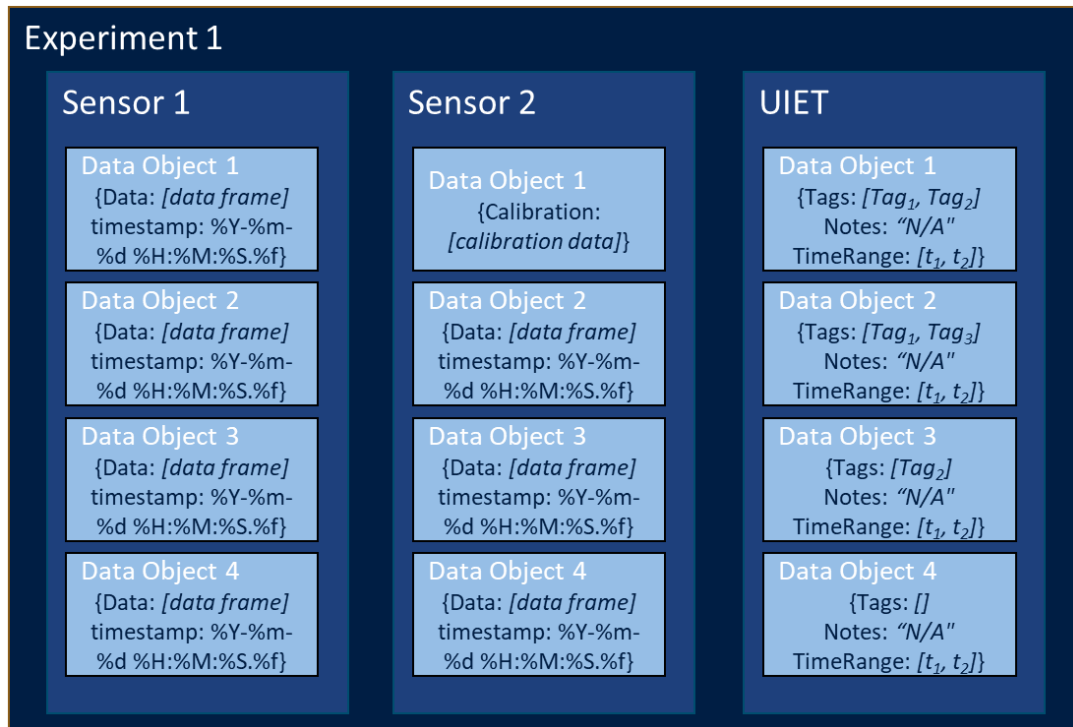 Experiment 1
Sensor 1
Data Object 1
{Data: [data frame]
timestamp: %Y-%m-
%d %H:%M:%S.%f}
Data Object 2
{Data: [data frame]
timestamp: %Y-%m-
%d %H:%M:%S.%f}
Data Object 3
{Data: [data frame]
timestamp: %Y-%m-
%d %H:%M:%S.%f}
Data Object 4
{Data: [data frame]
timestamp: %Y-%m-
%d %H:%M:%S.%f}
Sensor 2
Data Object 1
{Calibration:
[calibration data]}
Data Object 2
{Data: [data frame]
timestamp: %Y-%m-
%d %H:%M:%S.%f}
Data Object 3
{Data: [data frame]
timestamp: %Y-%m-
%d %H:%M:%S.%f}
Data Object 4
{Data: [data frame]
timestamp: %Y-%m-
%d %H:%M:%S.%f}
UIET
Data Object 1
{Tags: [Tag₁, Tag₂]
Notes: “N/A"
TimeRange: [t₁, t₂]}
Data Object 2
{Tags: [Tag₁, Tag₃]
Notes: “N/A"
TimeRange: [t₁, t₂]}
Data Object 3
{Tags: [Tag₂]
Notes: “N/A"
TimeRange: [t₁, t₂]}
Data Object 4
{Tags: []
Notes: “N/A"
TimeRange: [t₁, t₂]}